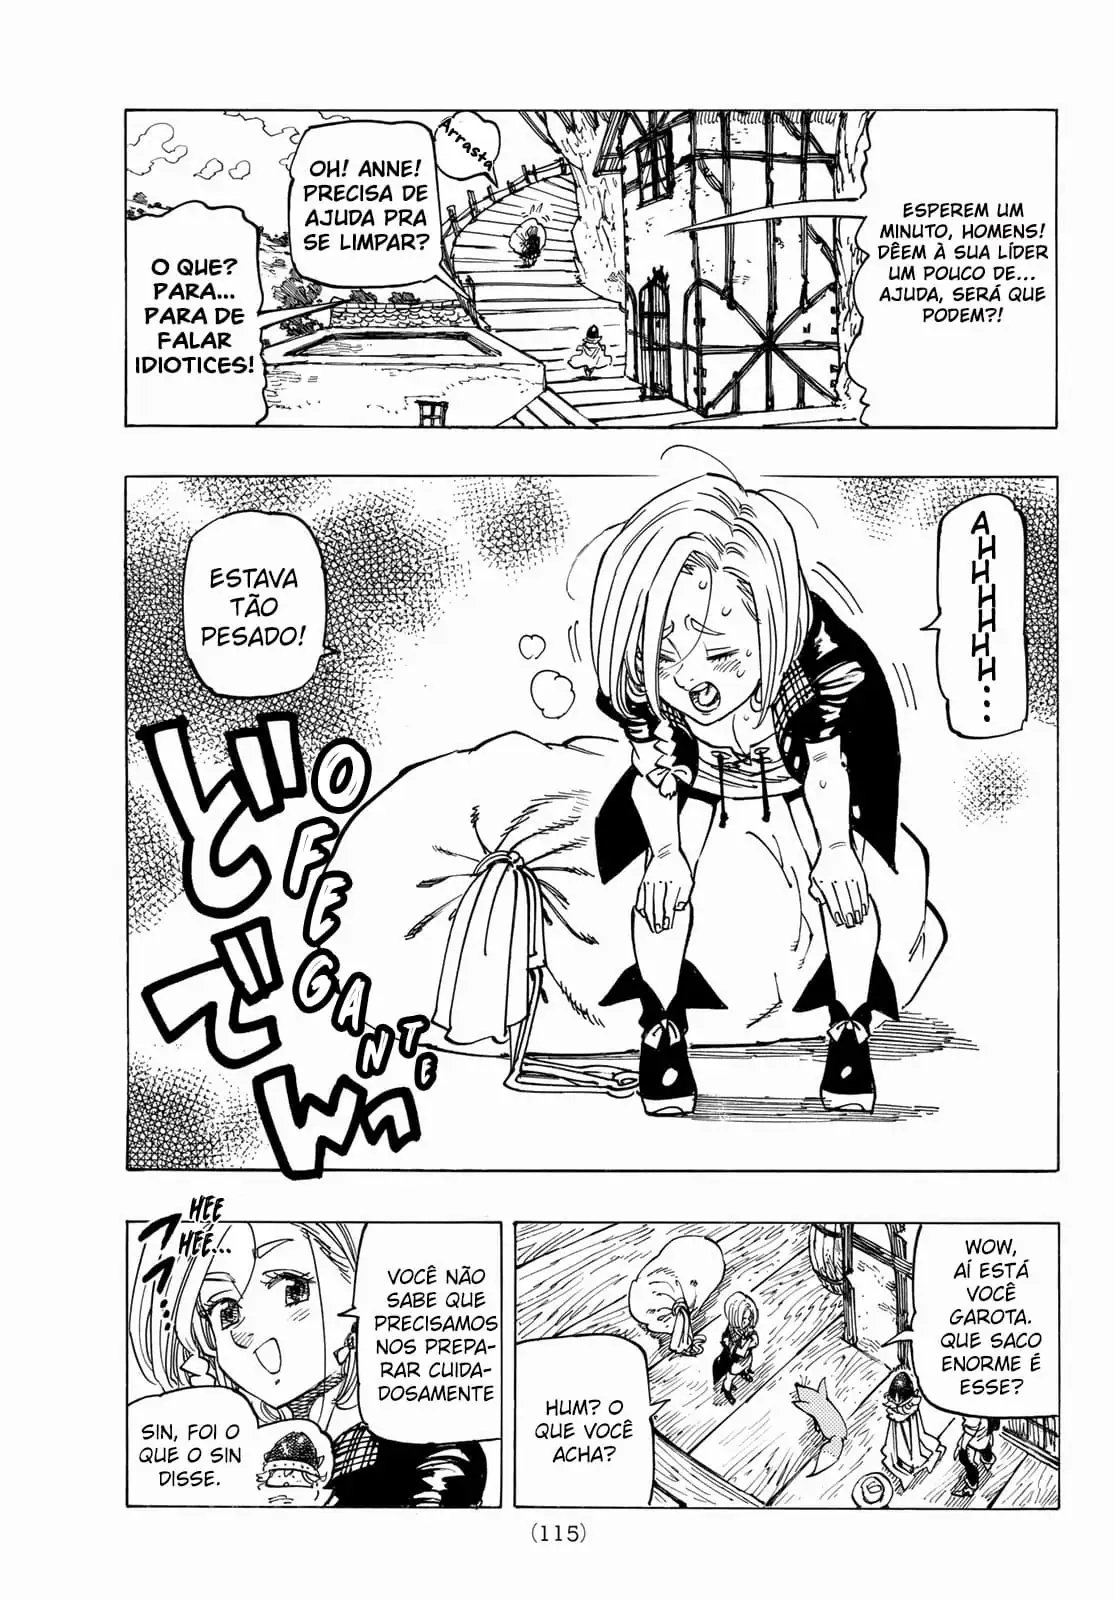 ESPEREM UM
MINUTO, HOMENS!
DÊEM À SUA LÍDER
UM POUCO DE...
AJUDA, SERÁ QUE
PODEM?!
Arrasta
OH! ANNE!
PRECISA DE
AJUDA PRA
SE LIMPAR?
O QUE?
PARA...
PARA DE
FALAR
IDIOTICES!
AHHHHH...
ESTAVA
TÃO
PESADO!
OFEGANTE
WOW,
AÍ ESTÁ
VOCÊ
GAROTA.
QUE SACO
ENORME É
ESSE?
HUM? O
QUE VOCÊ
ACHA?
HEE
HEE...
VOCÊ NÃO
SABE QUE
PRECISAMOS
NOS PREPA-
RAR CUIDA-
DOSAMENTE
SIN, FOI O
QUE O SIN
DISSE.
(115)